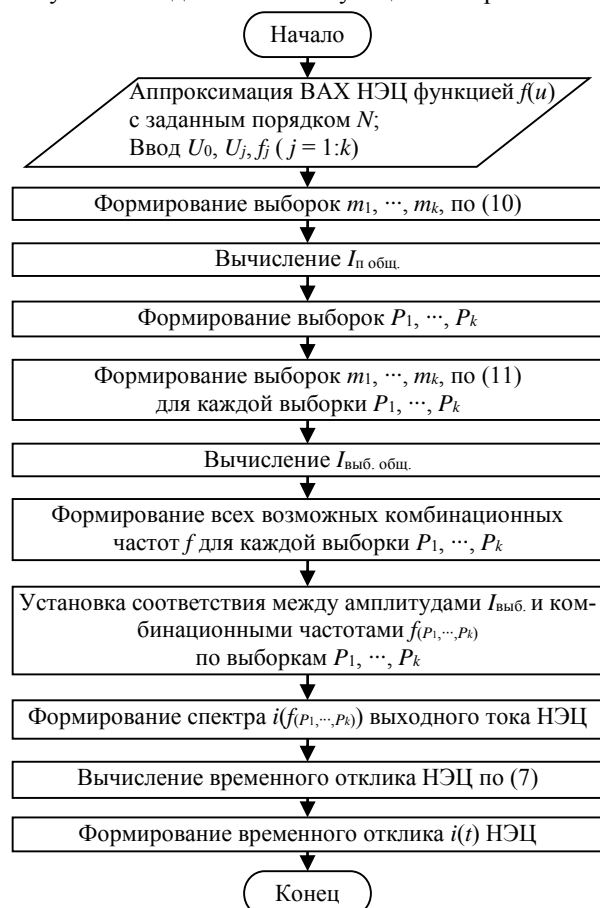 Начало
Аппроксимация ВАХ НЭЦ функцией f(u)
с заданным порядком N;
Ввод U₀, Uⱼ, fⱼ ( j = 1:k)
Формирование выборок m₁, ···, mₖ, по (10)
Вычисление Iп общ.
Формирование выборок P₁, ···, Pₖ
Формирование выборок m₁, ···, mₖ, по (11)
для каждой выборки P₁, ···, Pₖ
Вычисление Iвыб. общ.
Формирование всех возможных комбинационных
частот f для каждой выборки P₁, ···, Pₖ
Установка соответствия между амплитудами Iвыб. и ком-
бинационными частотами f(P₁,···,Pₖ)
по выборкам P₁, ···, Pₖ
Формирование спектра i(f(P₁,···,Pₖ)) выходного тока НЭЦ
Вычисление временного отклика НЭЦ по (7)
Формирование временного отклика i(t) НЭЦ
Конец